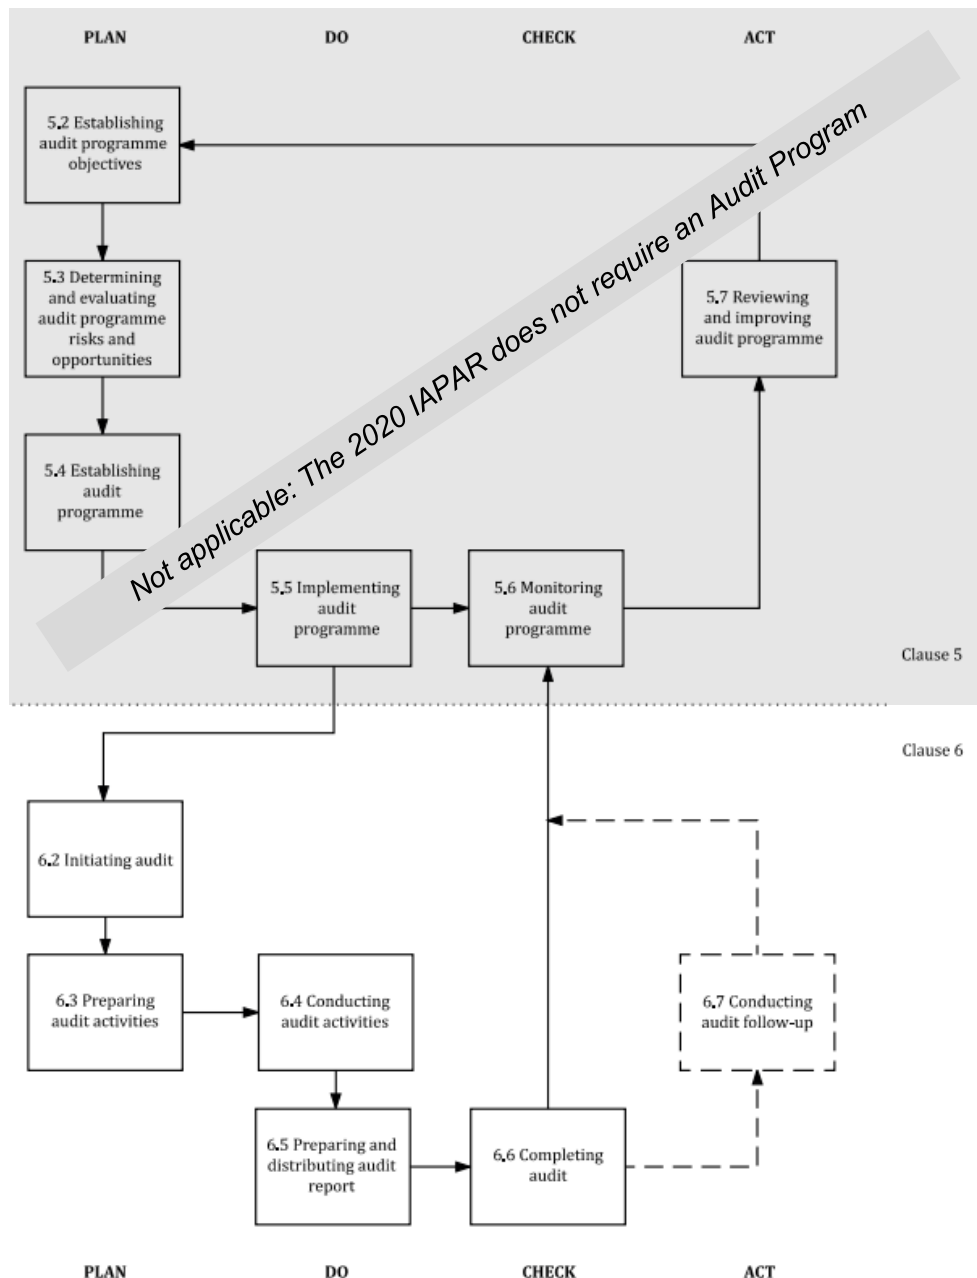 PLAN
DO
CHECK
ACT
5.2 Establishing
audit programme
objectives
5.3 Determining
and evaluating
audit programme
risks and
opportunities
5.4 Establishing
audit
programme
Not applicable: The 2020 IAPAR does not require an Audit Program
5.5 Implementing
audit
programme
5.6 Monitoring
audit
programme
5.7 Reviewing
and improving
audit programme
Clause 5
Clause 6
6.2 Initiating audit
6.3 Preparing
audit activities
6.4 Conducting
audit activities
6.5 Preparing and
distributing audit
report
6.6 Completing
audit
6.7 Conducting
audit follow-up
PLAN
DO
CHECK
ACT